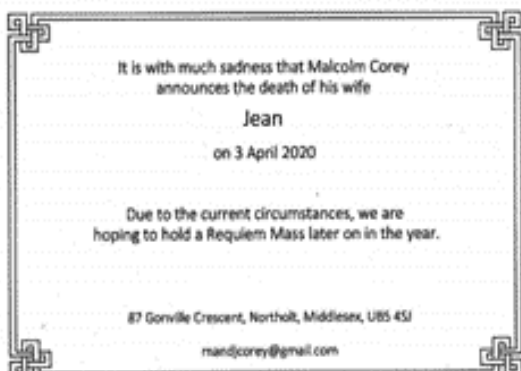 It is with much sadness that Malcolm Corey
announces the death of his wife
Jean
on 3 April 2020
Due to the current circumstances, we are
hoping to hold a Requiem Mass later on in the year.
87 Gonville Crescent, Northolt, Middlesex, UB5 4SJ
mandjcorey@gmail.com